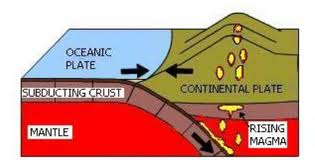 OCEANIC
PLATE
CONTINENTAL PLATE
SUBDUCTING CRUST
MANTLE
RISING
MAGMA